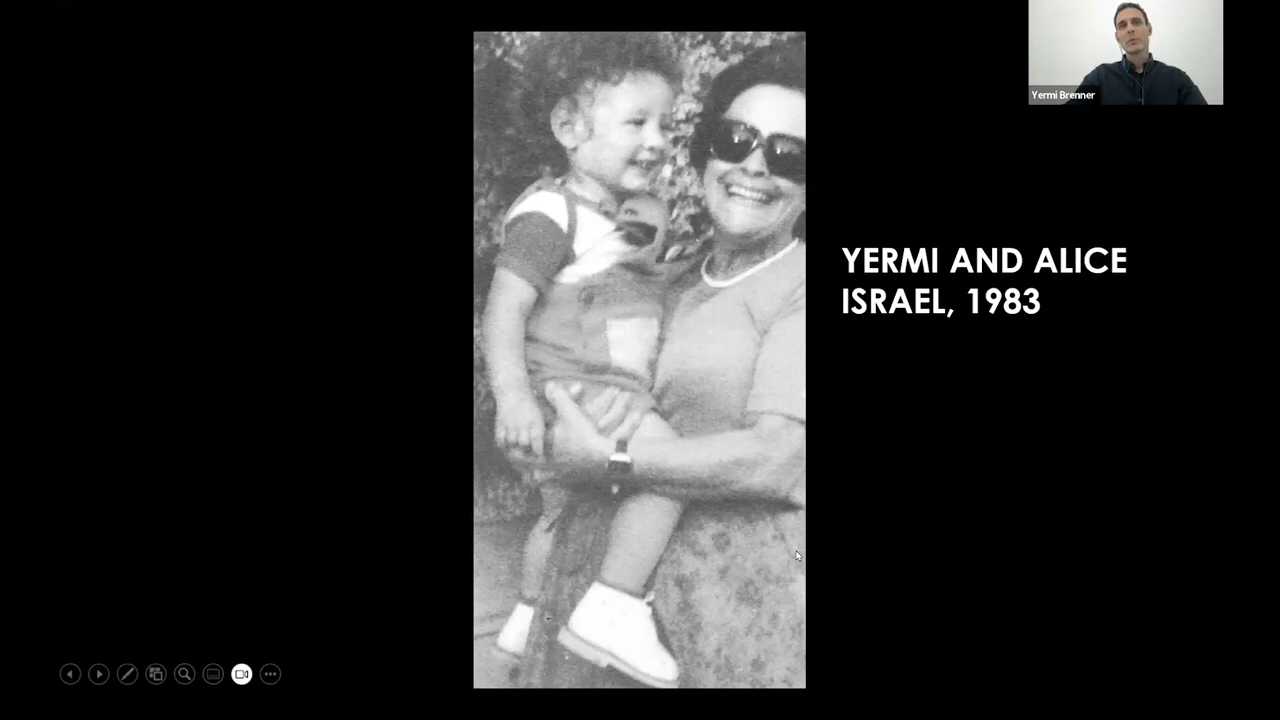 Yermi Brenner
YERMI AND ALICE
ISRAEL, 1983